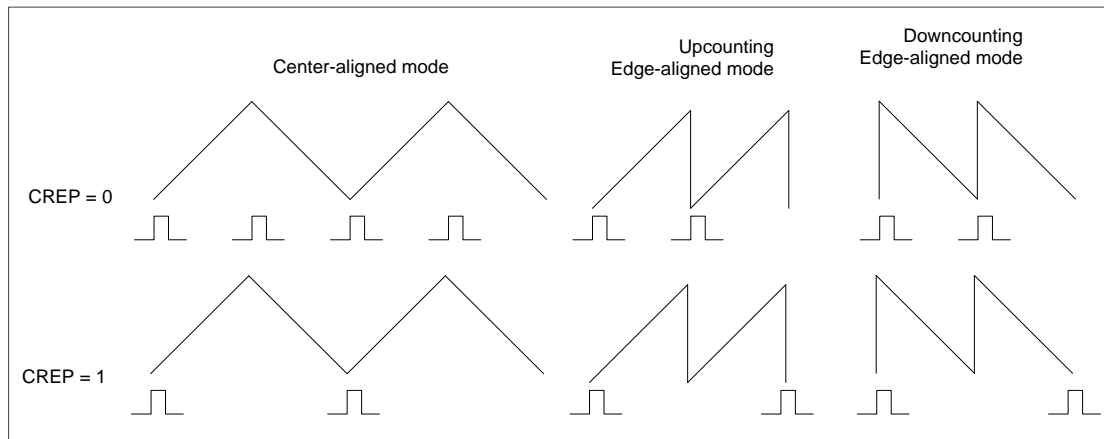 Center-aligned mode
Upcounting
Edge-aligned mode
Downcounting
Edge-aligned mode
CREP = 0
CREP = 1